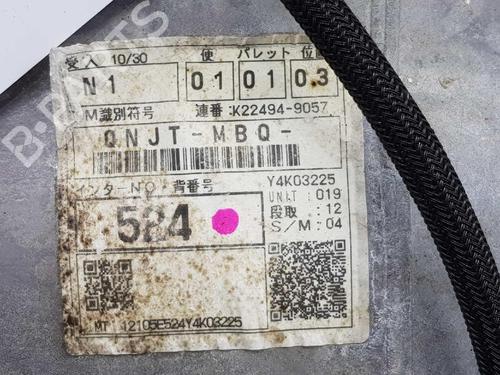 受入 10/30 使 パレット 位
N1 01 01 03
M識別符号 連番:K22494-9057
QNJT-MBQ-
インターNO 背番号 Y4K03225
524 UNIT:019
段取:12
S/M:04
MT 12105E524Y4K03225
B-PARTS